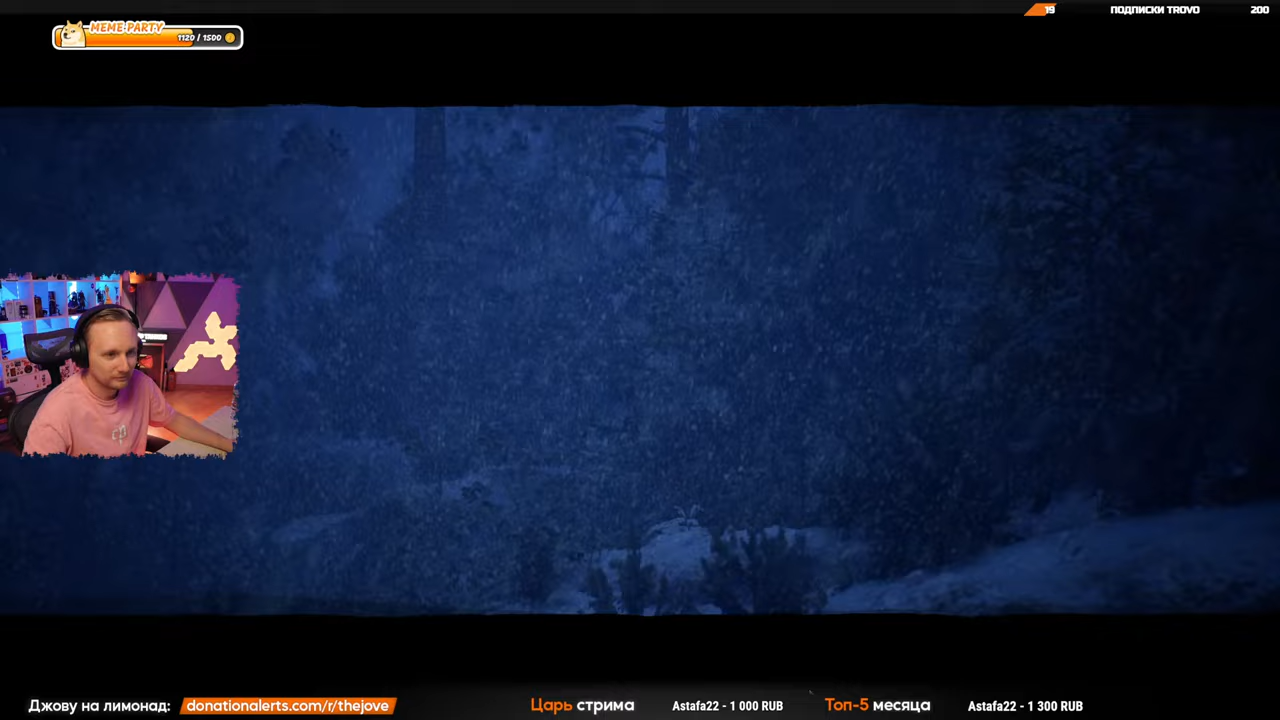 19 ПОДПИСКИ TROVO 200
MEME-PARTY
1120 / 1500
Джову на лимонад: donationalerts.com/r/thejove Царь стрима Astafa22 - 1 000 RUB Топ-5 месяца Astafa22 - 1 300 RUB